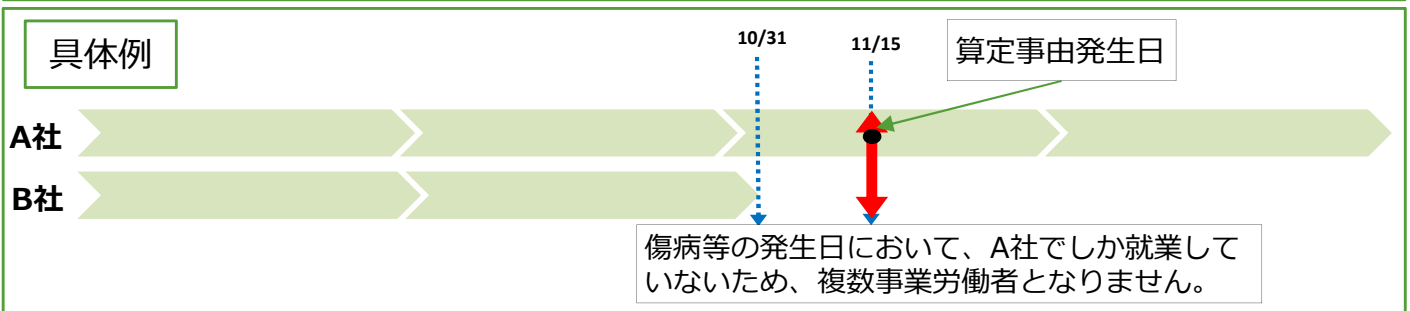 具体例
10/31
11/15
算定事由発生日
A社
B社
傷病等の発生日において、A社でしか就業して
いないため、複数事業労働者となりません。